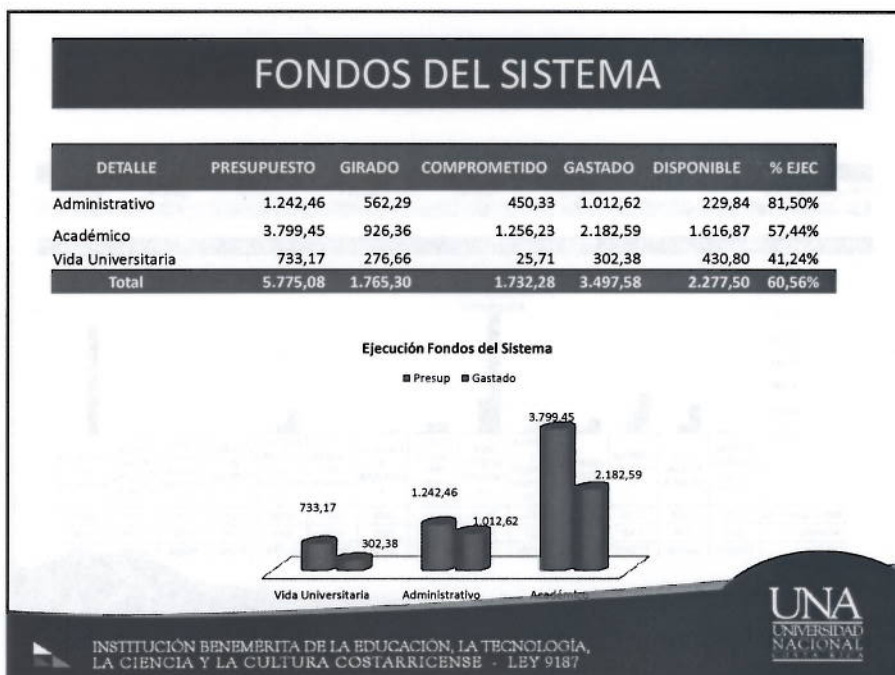 FONDOS DEL SISTEMA
DETALLE PRESUPUESTO GIRADO COMPROMETIDO GASTADO DISPONIBLE % EJEC
Administrativo 1.242,46 562,29 450,33 1.012,62 229,84 81,50%
Académico 3.799,45 926,36 1.256,23 2.182,59 1.616,87 57,44%
Vida Universitaria 733,17 276,66 25,71 302,38 430,80 41,24%
Total 5.775,08 1.765,30 1.732,28 3.497,58 2.277,50 60,56%
Ejecución Fondos del Sistema
Presup Gastado
3.799,45
2.182,59
1.242,46
1.012,62
733,17
302,38
Vida Universitaria Administrativo Académico
UNA
UNIVERSIDAD
NACIONAL
COSTA RICA
INSTITUCIÓN BENEMÉRITA DE LA EDUCACIÓN, LA TECNOLOGÍA,
LA CIENCIA Y LA CULTURA COSTARRICENSE - LEY 9187